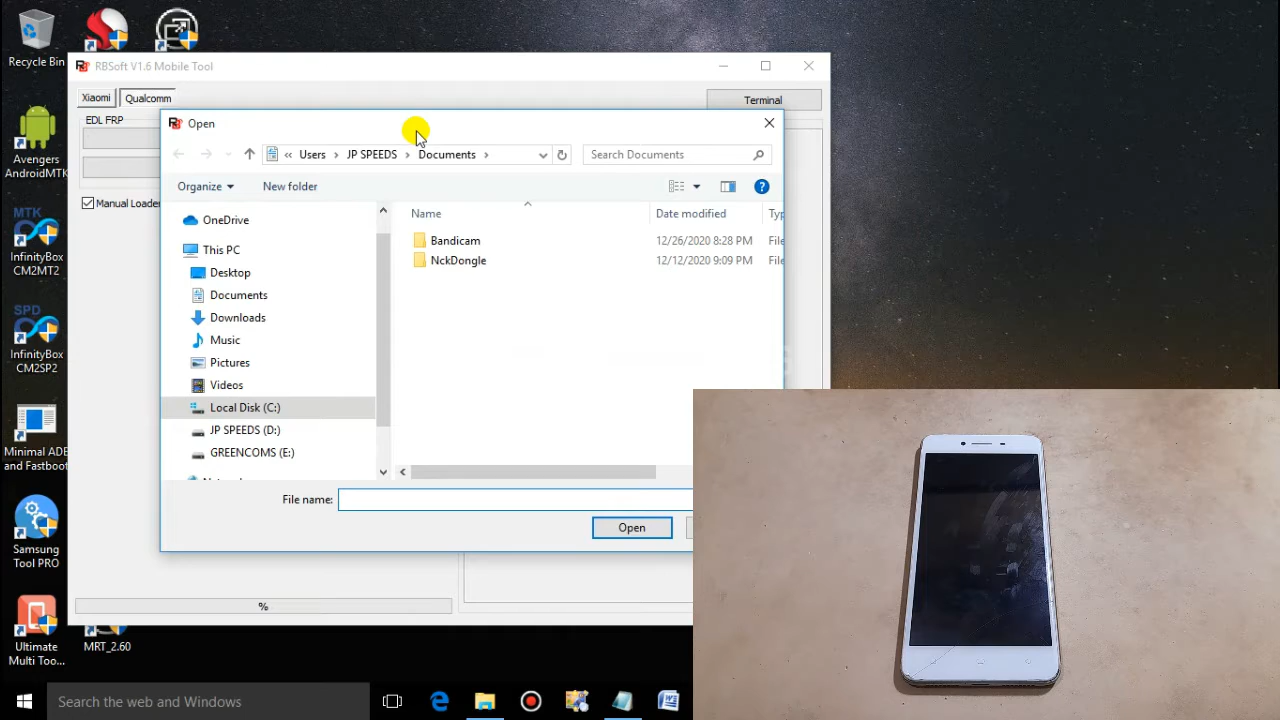 Recycle Bin
RBSoft V1.6 Mobile Tool
Xiaomi
Qualcomm
Terminal
EDL FRP
Open
Users
JP SPEEDS
Documents
Search Documents
Organize
New folder
Manual Loader
OneDrive
This PC
Desktop
Documents
Downloads
Music
Pictures
Videos
Local Disk (C:)
JP SPEEDS (D:)
GREENCOMS (E:)
Name
Date modified
Typ
Bandicam
12/26/2020 8:28 PM
File
NckDongle
12/12/2020 9:09 PM
File
File name:
Open
%
Avengers
AndroidMTK
MTK
InfinityBox
CM2MT2
SPD
InfinityBox
CM2SP2
Minimal ADB
and Fastboot
Samsung
Tool PRO
Ultimate
Multi Too...
MRT_2.60
Search the web and Windows